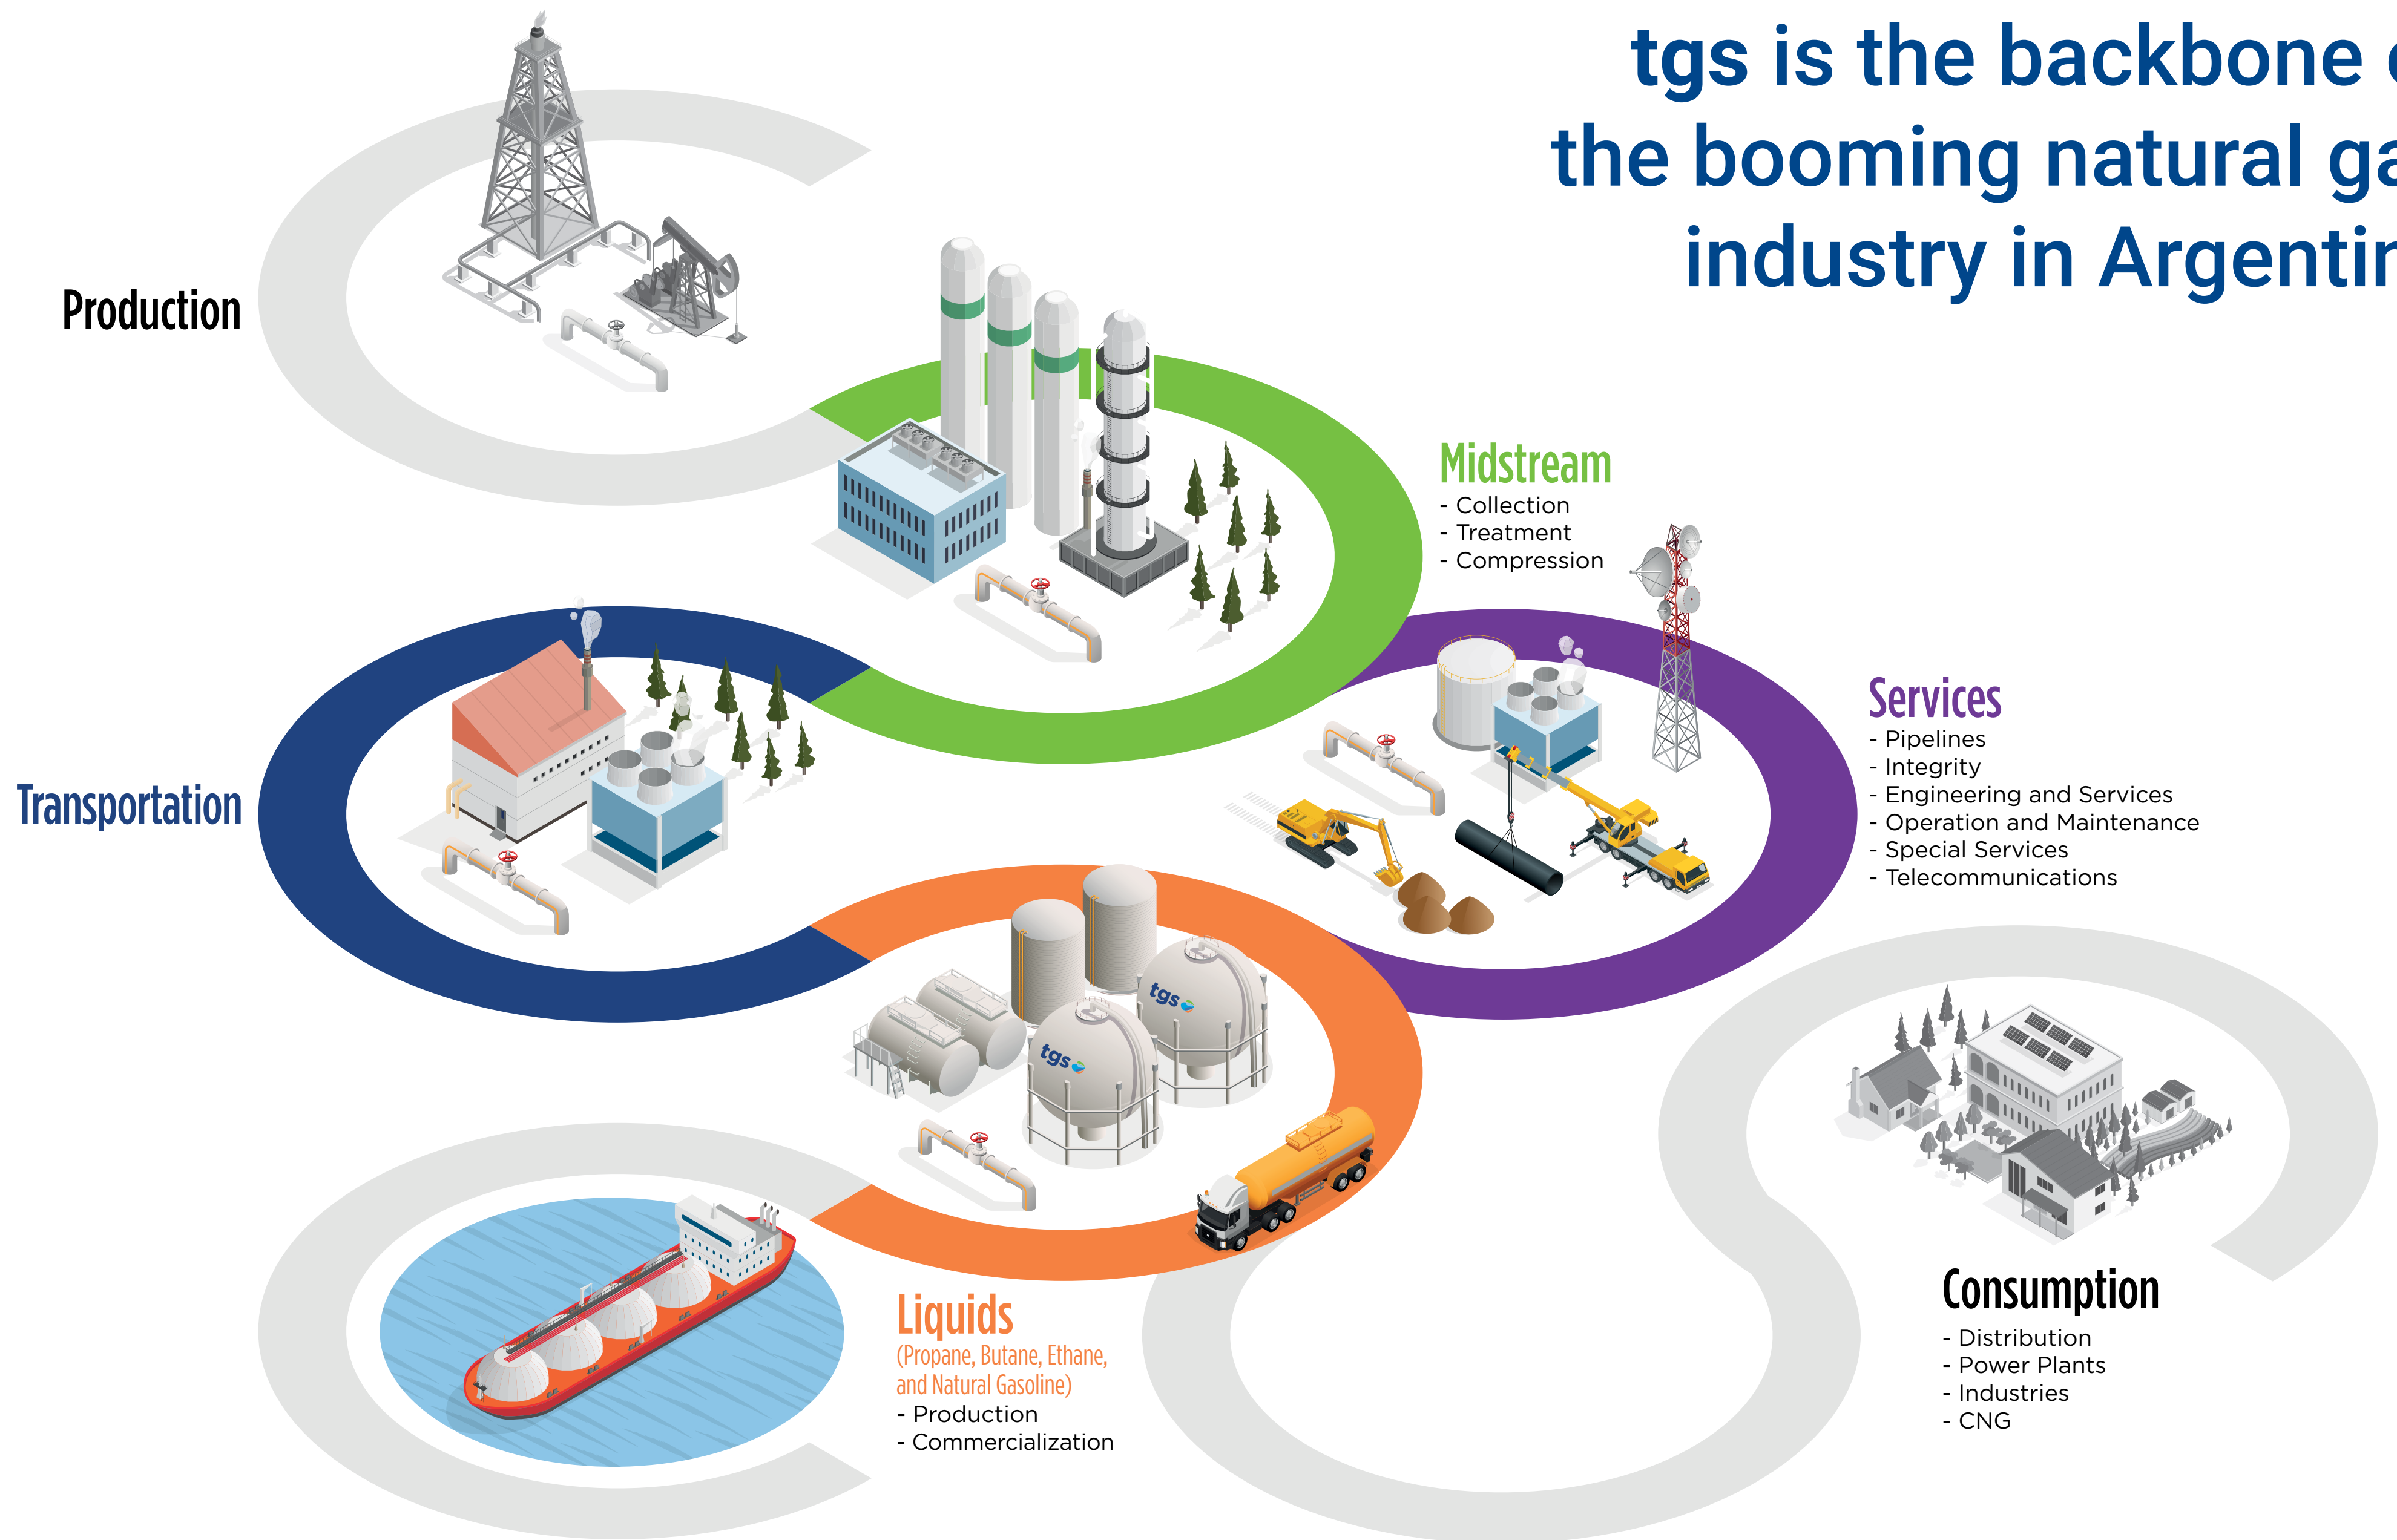 tgs is the backbone
the booming natural
industry in
Production
Midstream
- Collection
- Treatment
- Compression
Services
- Pipelines
- Integrity
- Engineering and Services
- Operation and Maintenance
- Special Services
- Telecommunications
Transportation
tgs
tgs
Liquids
(Propane, Butane, Ethane,
and Natural Gasoline)
- Production
- Commercialization
Consumption
- Distribution
- Power Plants
- Industries
- CNG